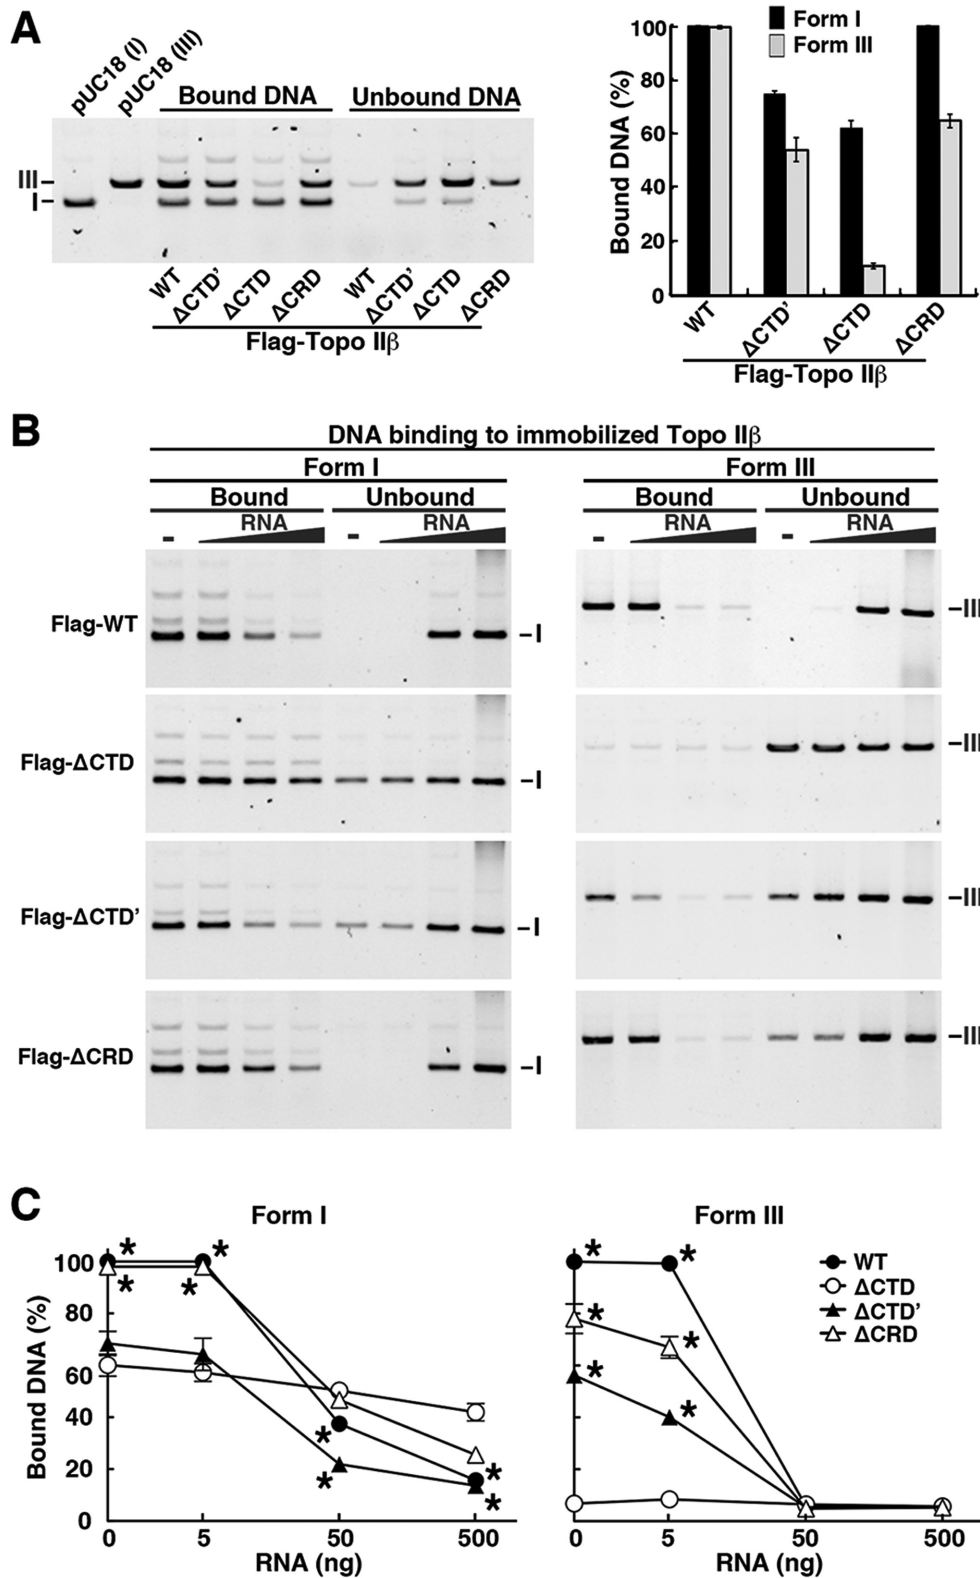 A
pUC18 (I)
pUC18 (III)
Bound DNA
Unbound DNA
III
I
WT
ΔCTD’
ΔCTD
ΔCRD
WT
ΔCTD’
ΔCTD
ΔCRD
Flag-Topo IIβ
Form I
Form III
Bound DNA (%)
100
80
60
40
20
0
WT
ΔCTD’
ΔCTD
ΔCRD
Flag-Topo IIβ
B
DNA binding to immobilized Topo IIβ
Form I
Form III
Bound
Unbound
Bound
Unbound
- RNA - RNA
- RNA - RNA
Flag-WT
–I
–III
Flag-ΔCTD
–I
–III
Flag-ΔCTD’
–I
–III
Flag-ΔCRD
–I
–III
C
Form I
Bound DNA (%)
100
80
60
40
20
0
* * * * * * * *
0 5 50 500
RNA (ng)
Form III
* * * * * *
0 5 50 500
RNA (ng)
WT
ΔCTD
ΔCTD’
ΔCRD